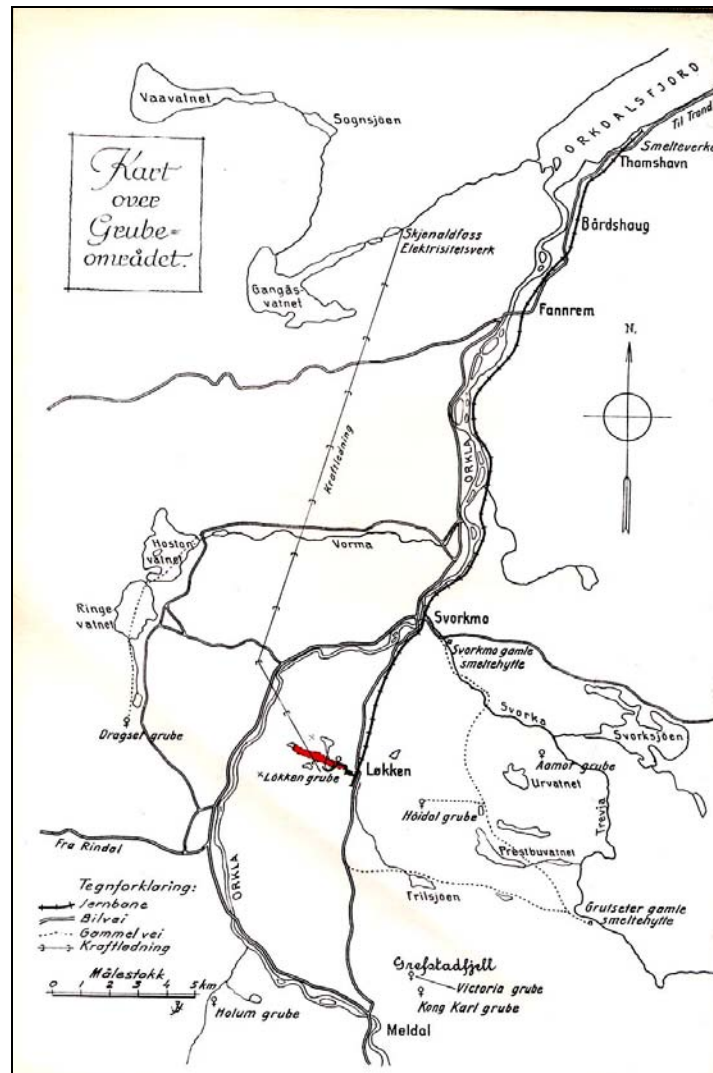 Vaavatnet
Sognsjöen
Kart
over
Grube=
området.
ORKDALSFJORD
Til Trond
Smelteverke
Thamshavn
Bårdshaug
Skjenaldfoss
Elektrisitetsverk
Gangås-
vatnet
Fannrem
N.
Kraftledning
ORKLA
Hoston-
vatnet
Vorma
Ringe-
vatnet
Svorkmo
Svorkmo gamle
smeltehytte
Svorka
Svorksjöen
Dragset grube
Løkken
Løkken grube
Aamot grube
Urvatnet
Höidal grube
Trevja
Prestbuvatnet
Fra Rindal
ORKLA
Frilsjöen
Grutseter gamle
smeltehytte
Tegnforklaring:
Jernbane
Bilvei
Gammel vei
Kraftledning
Målestokk
0 1 2 3 4 5 km
Grefstadfjell
Victoria grube
Kong Karl grube
Holum grube
Meldal